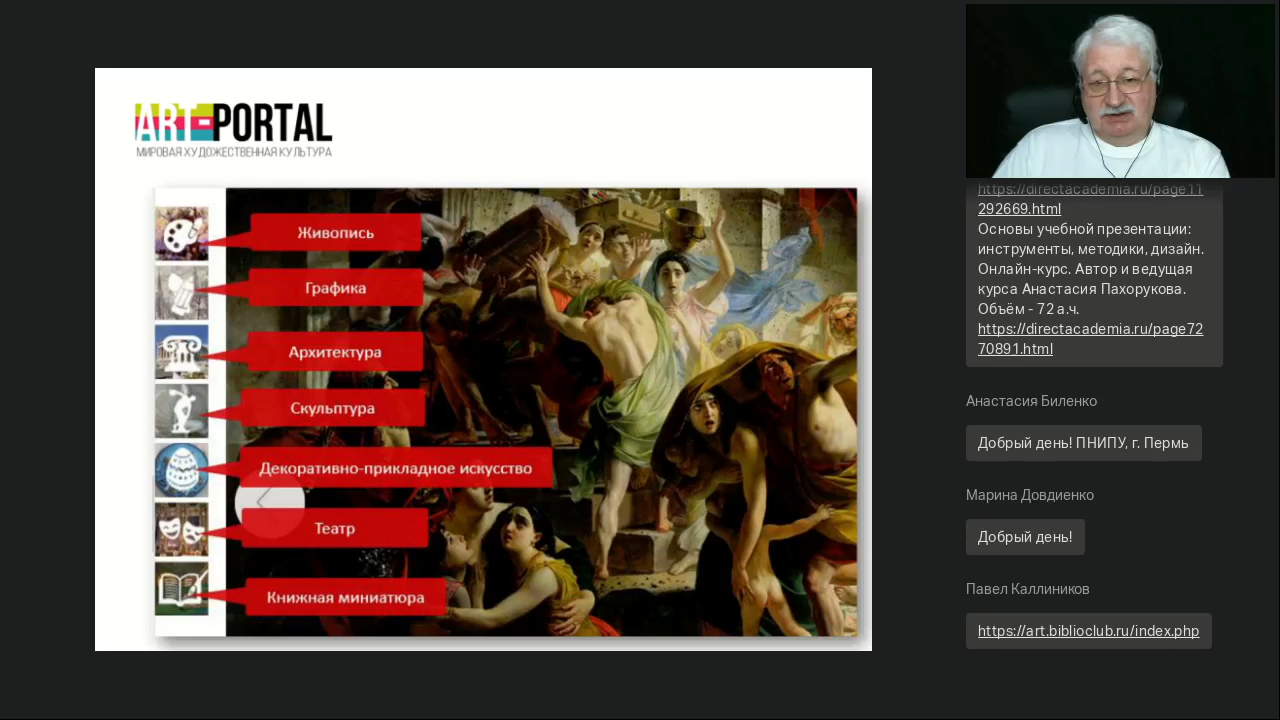 ART-PORTAL
МИРОВАЯ ХУДОЖЕСТВЕННАЯ КУЛЬТУРА
Живопись
Графика
Архитектура
Скульптура
Декоративно-прикладное искусство
Театр
Книжная миниатюра
https://directacademia.ru/page11
292669.html
Основы учебной презентации:
инструменты, методики, дизайн.
Онлайн-курс. Автор и ведущая
курса Анастасия Пахорукова.
Объём - 72 а.ч.
https://directacademia.ru/page72
70891.html
Анастасия Биленко
Добрый день! ПНИПУ, г. Пермь
Марина Довдиенко
Добрый день!
Павел Каллиников
https://art.biblioclub.ru/index.php